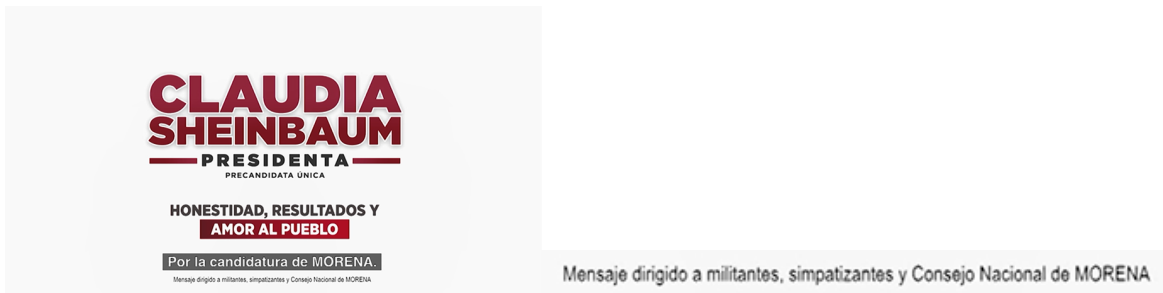 CLAUDIA
SHEINBAUM
PRESIDENTA
PRECANDIDATA ÚNICA
HONESTIDAD, RESULTADOS Y
AMOR AL PUEBLO
Por la candidatura de MORENA.
Mensaje dirigido a militantes, simpatizantes y Consejo Nacional de MORENA
Mensaje dirigido a militantes, simpatizantes y Consejo Nacional de MORENA